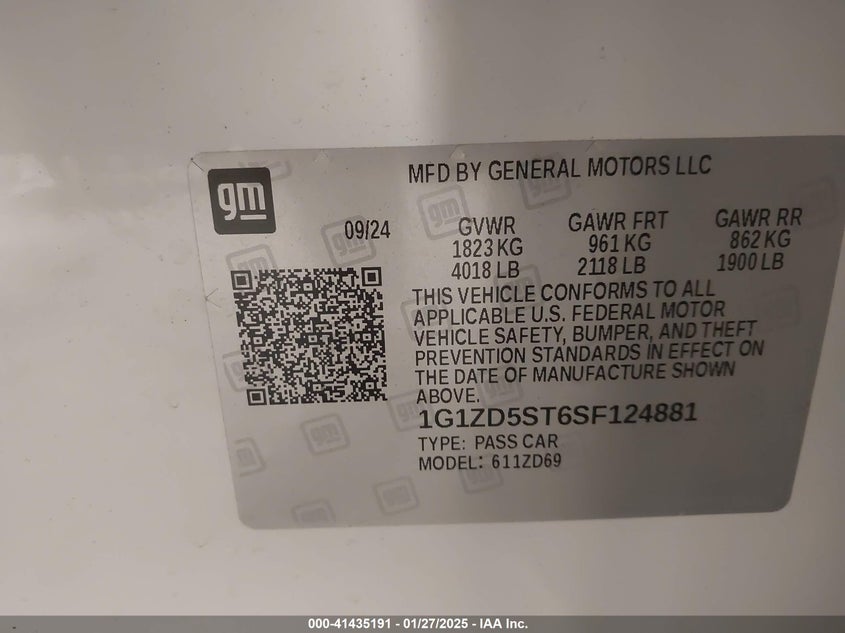 MFD BY GENERAL MOTORS LLC
gm
09/24
GVWR GAWR FRT GAWR RR
1823 KG 961 KG 862 KG
4018 LB 2118 LB 1900 LB
THIS VEHICLE CONFORMS TO ALL
APPLICABLE U.S. FEDERAL MOTOR
VEHICLE SAFETY, BUMPER, AND THEFT
PREVENTION STANDARDS IN EFFECT ON
THE DATE OF MANUFACTURE SHOWN
ABOVE.
1G1ZD5ST6SF124881
TYPE: PASS CAR
MODEL: 611ZD69
000-41435191 - 01/27/2025 - IAA Inc.